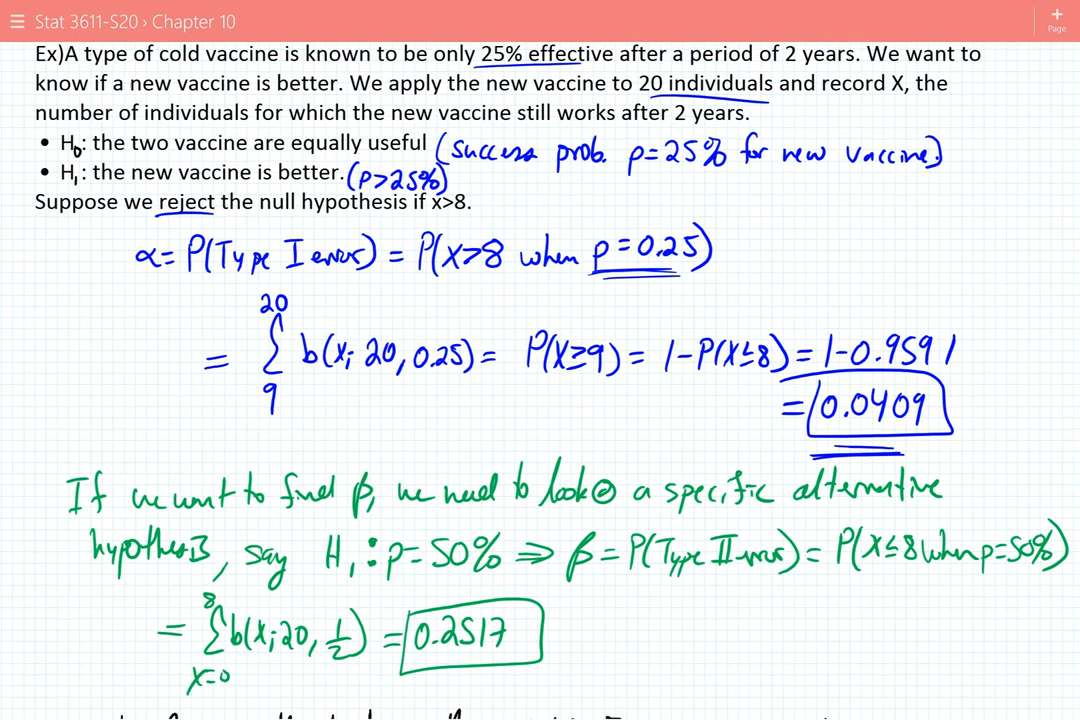 Stat 3611-S20 › Chapter 10
+
Page
Ex)A type of cold vaccine is known to be only 25% effective after a period of 2 years. We want to
know if a new vaccine is better. We apply the new vaccine to 20 individuals and record X, the
number of individuals for which the new vaccine still works after 2 years.
• H₀: the two vaccine are equally useful (success prob. p=25% for new vaccine)
• H₁: the new vaccine is better. (p>25%)
Suppose we reject the null hypothesis if x>8.
α = P(Type I error) = P(X>8 when p=0.25)
20
= Σ b(x; 20, 0.25) = P(X≥9) = 1-P(X≤8) = 1-0.9591
9
= 0.0409
If we want to find β, we need to look @ a specific alternative
hypothesis, say H₁: p=50% ⇒ β = P(Type II error) = P(X≤8 when p=50%)
8
= Σ b(x; 20, 1/2) = 0.2517
x=0